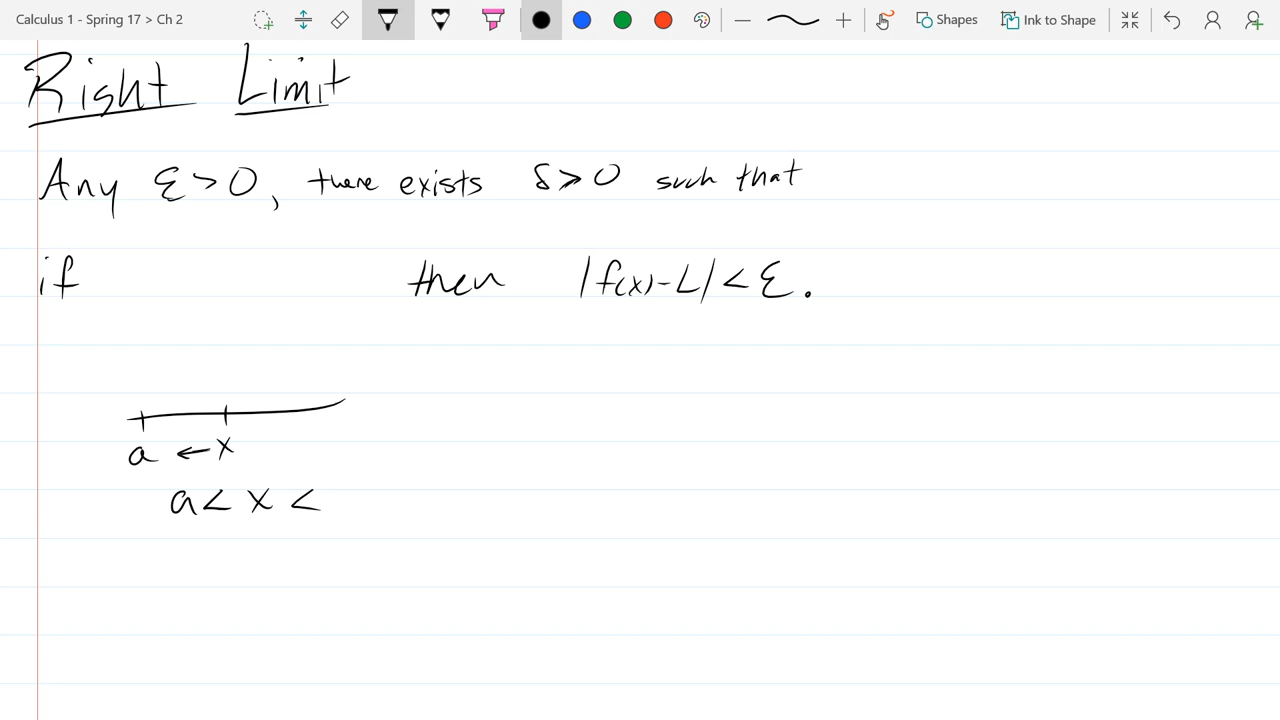 Calculus 1 - Spring 17 > Ch 2
Shapes
Ink to Shape
Right Limit
Any ε > 0, there exists δ > 0 such that
if then |f(x) - L| < ε.
a ← x
a < x <